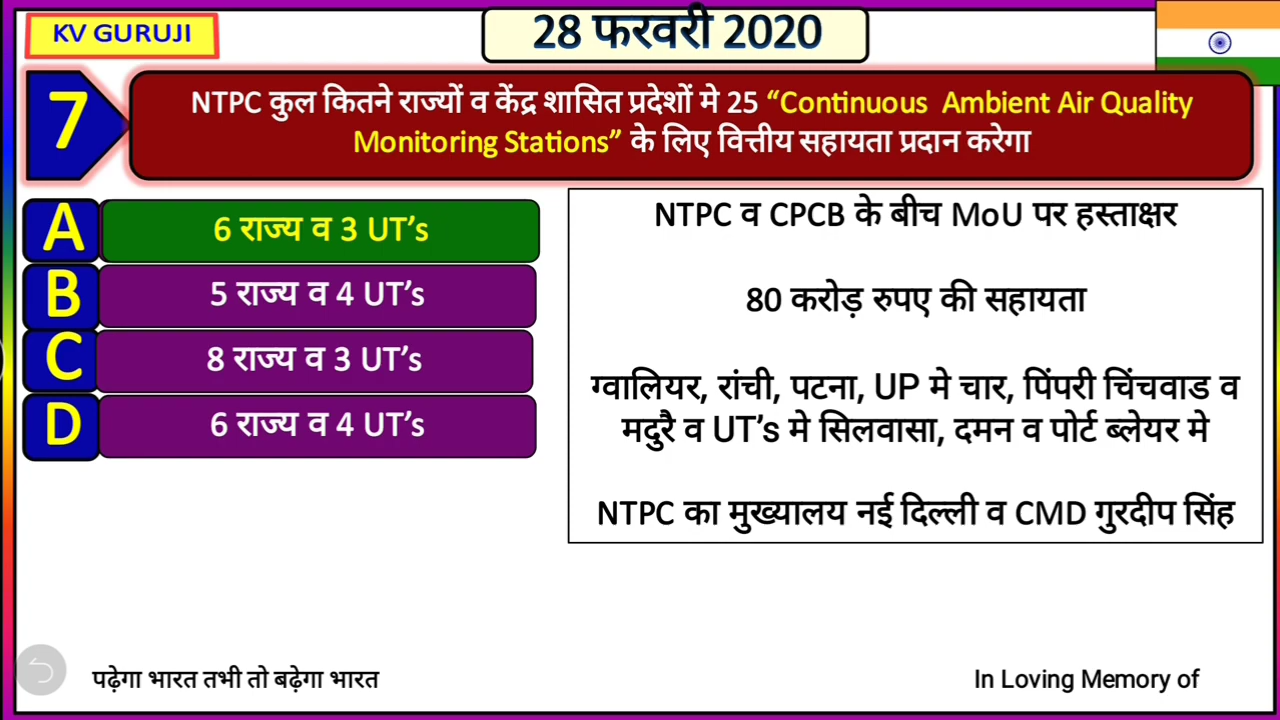 KV GURUJI
28 फरवरी 2020
7
NTPC कुल कितने राज्यों व केंद्र शासित प्रदेशों मे 25 “Continuous Ambient Air Quality
Monitoring Stations” के लिए वित्तीय सहायता प्रदान करेगा
A
6 राज्य व 3 UT’s
B
5 राज्य व 4 UT’s
C
8 राज्य व 3 UT’s
D
6 राज्य व 4 UT’s
NTPC व CPCB के बीच MoU पर हस्ताक्षर
80 करोड़ रुपए की सहायता
ग्वालियर, रांची, पटना, UP मे चार, पिंपरी चिंचवाड व
मदुरै व UT’s मे सिलवासा, दमन व पोर्ट ब्लेयर मे
NTPC का मुख्यालय नई दिल्ली व CMD गुरदीप सिंह
पढ़ेगा भारत तभी तो बढ़ेगा भारत
In Loving Memory of